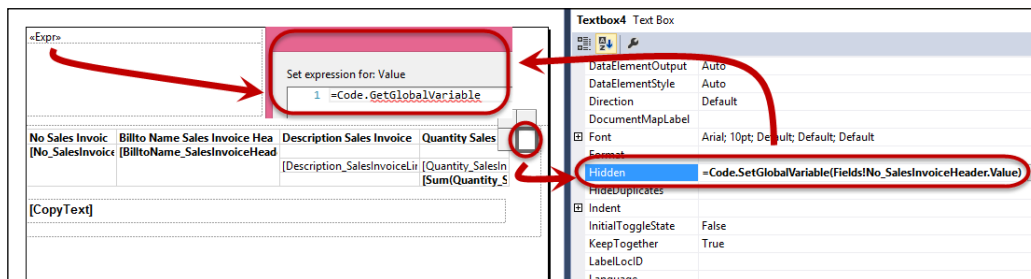 «Expr»
Set expression for: Value
1 =Code.GetGlobalVariable
No Sales Invoic Billto Name Sales Invoice Hea Description Sales Invoice Quantity Sales
[No_SalesInvoice [BilltoName_SalesInvoiceHead
[Description_SalesInvoiceLir [Quantity_SalesIn
[Sum(Quantity_S
[CopyText]
Textbox4 Text Box
DataElementOutput Auto
DataElementStyle Auto
Direction Default
DocumentMapLabel
Font Arial; 10pt; Default; Default; Default
Format
Hidden =Code.SetGlobalVariable(Fields!No_SalesInvoiceHeader.Value)
HideDuplicates
Indent
InitialToggleState False
KeepTogether True
LabelLocID
Language